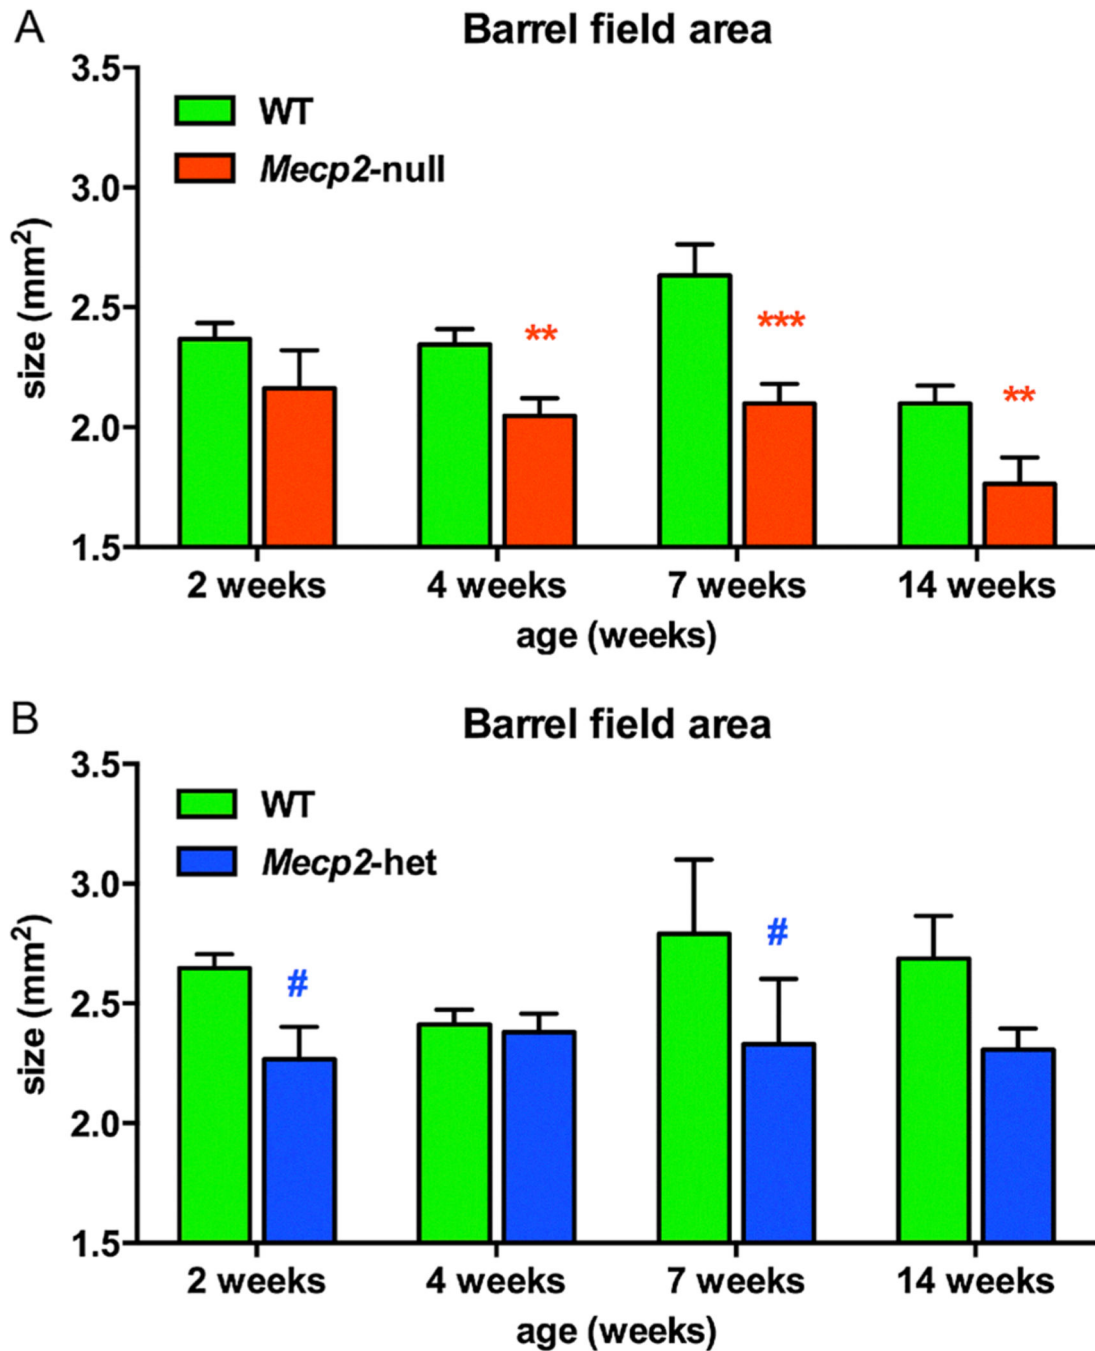 A
Barrel field area
3.5
WT
Mecp2-null
3.0
size (mm²)
2.5
***
**
2.0
**
1.5
2 weeks 4 weeks 7 weeks 14 weeks
age (weeks)
B
Barrel field area
3.5
WT
Mecp2-het
3.0
size (mm²)
#
#
2.5
2.0
1.5
2 weeks 4 weeks 7 weeks 14 weeks
age (weeks)